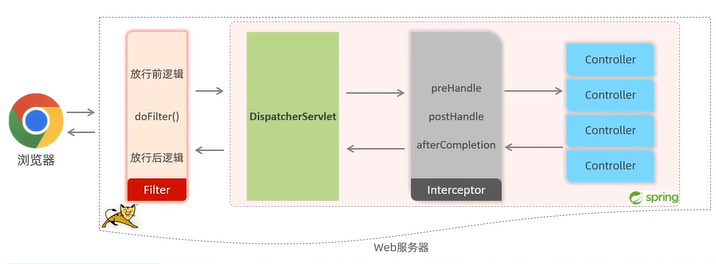 浏览器
放行前逻辑
doFilter()
放行后逻辑
Filter
DispatcherServlet
preHandle
postHandle
afterCompletion
Interceptor
Controller
Controller
Controller
Controller
spring
Web服务器